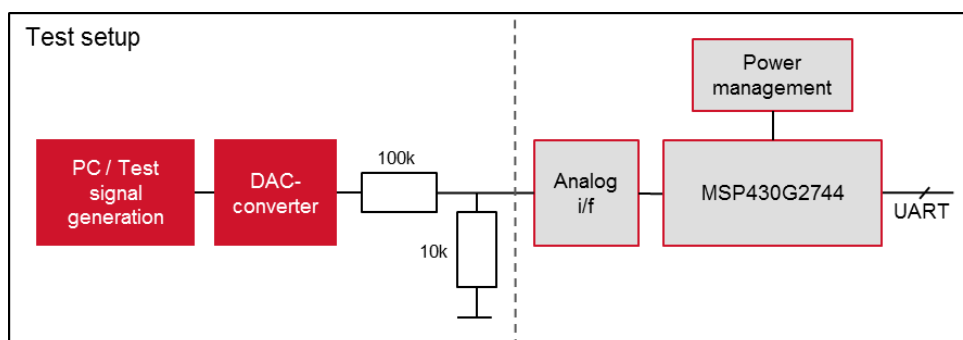 Test setup
Power
management
PC / Test
signal
generation
DAC-
converter
100k
10k
Analog
i/f
MSP430G2744
UART